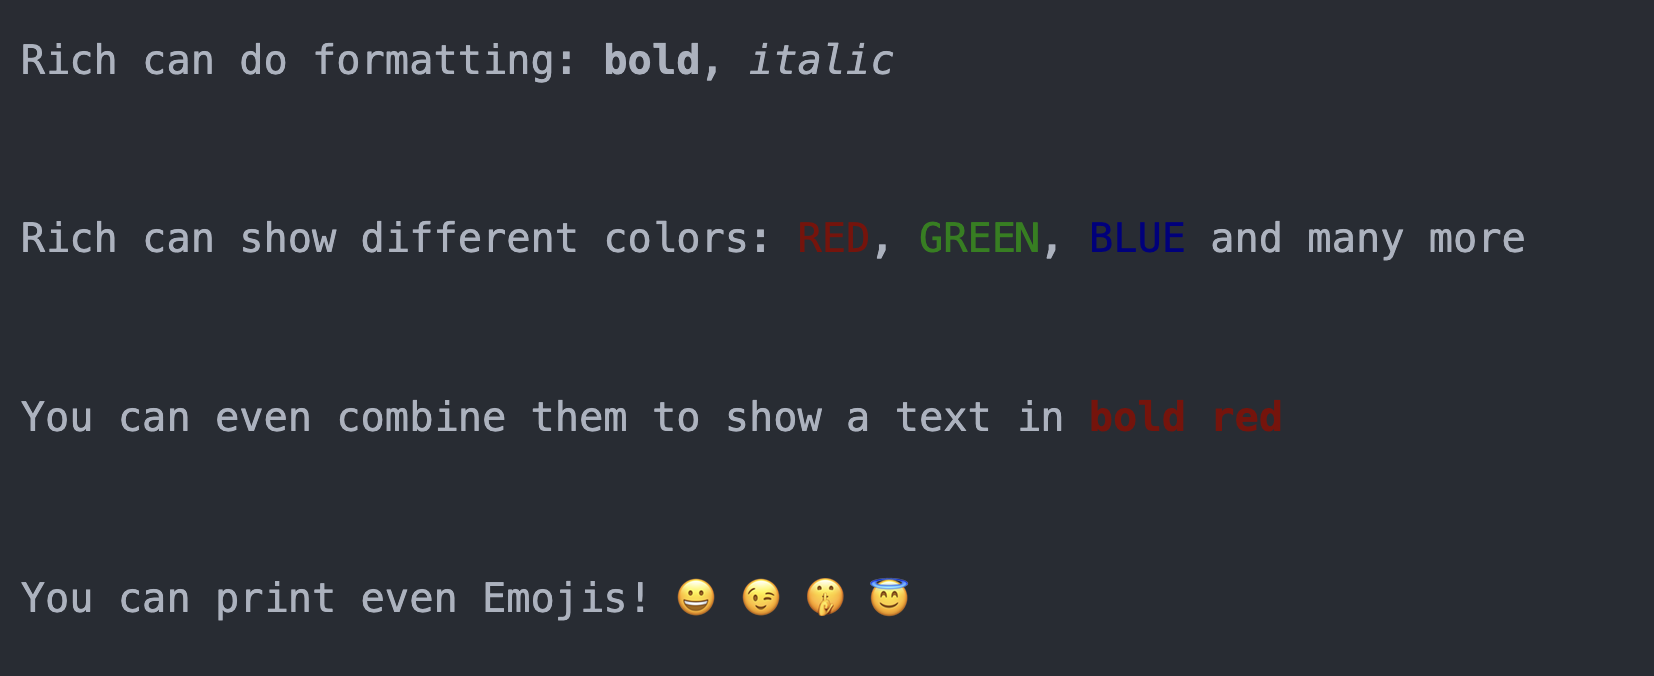 Rich can do formatting: bold, italic
Rich can show different colors: RED, GREEN, BLUE and many more
You can even combine them to show a text in bold red
You can print even Emojis! 😀 😉 🤫 😇